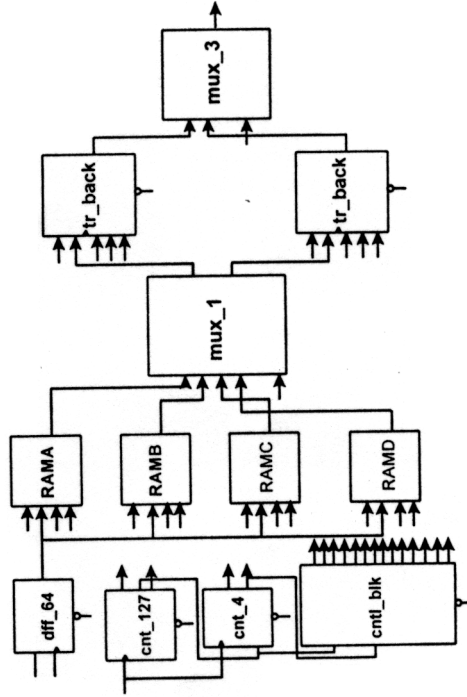 dff_64
cnt_127
cnt_4
cntl_blk
RAMA
RAMB
RAMC
RAMD
mux_1
tr_back
tr_back
mux_3